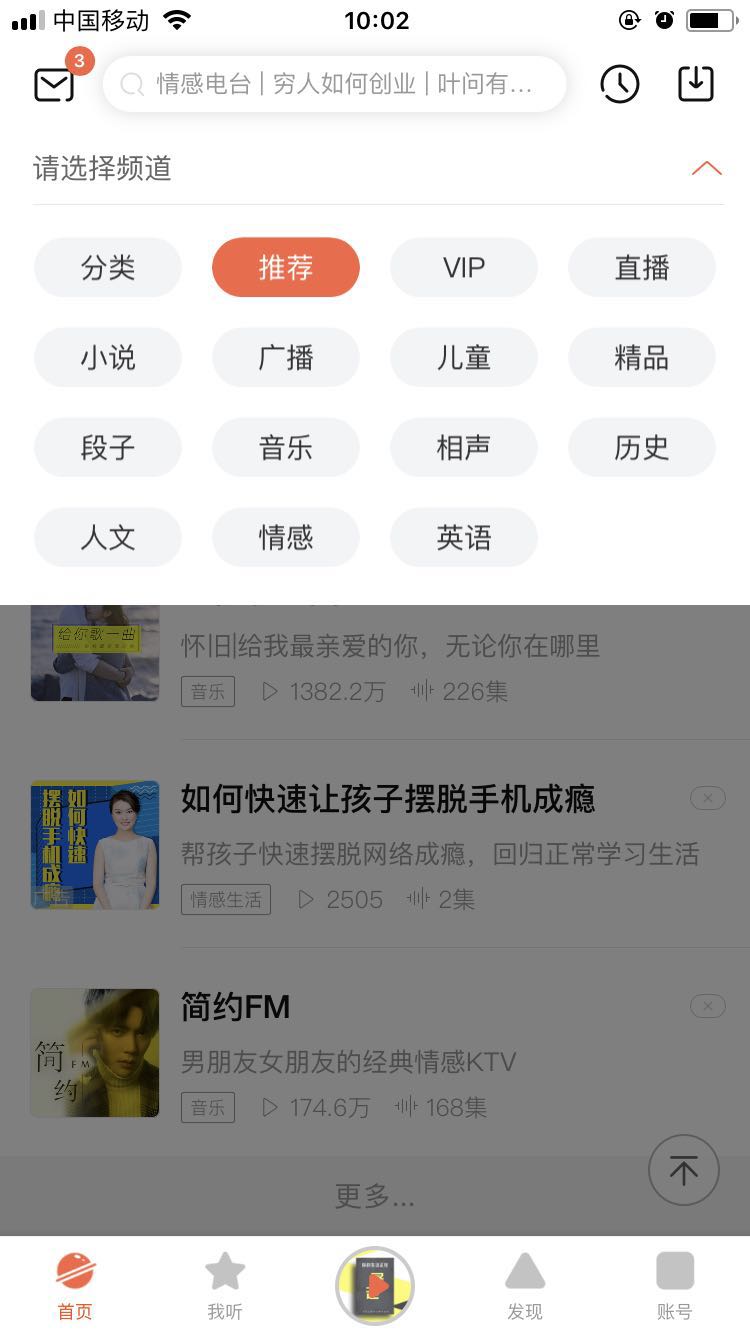 中国移动
10:02
3
情感电台 | 穷人如何创业 | 叶问有...
请选择频道
分类
推荐
VIP
直播
小说
广播
儿童
精品
段子
音乐
相声
历史
人文
情感
英语
给你歌一曲
怀旧|给我最亲爱的你，无论你在哪里
音乐
1382.2万
226集
如何快速
摆脱手机成瘾
如何快速让孩子摆脱手机成瘾
帮孩子快速摆脱网络成瘾，回归正常学习生活
情感生活
2505
2集
简约
FM
简约FM
男朋友女朋友的经典情感KTV
音乐
174.6万
168集
更多...
首页
我听
发现
账号